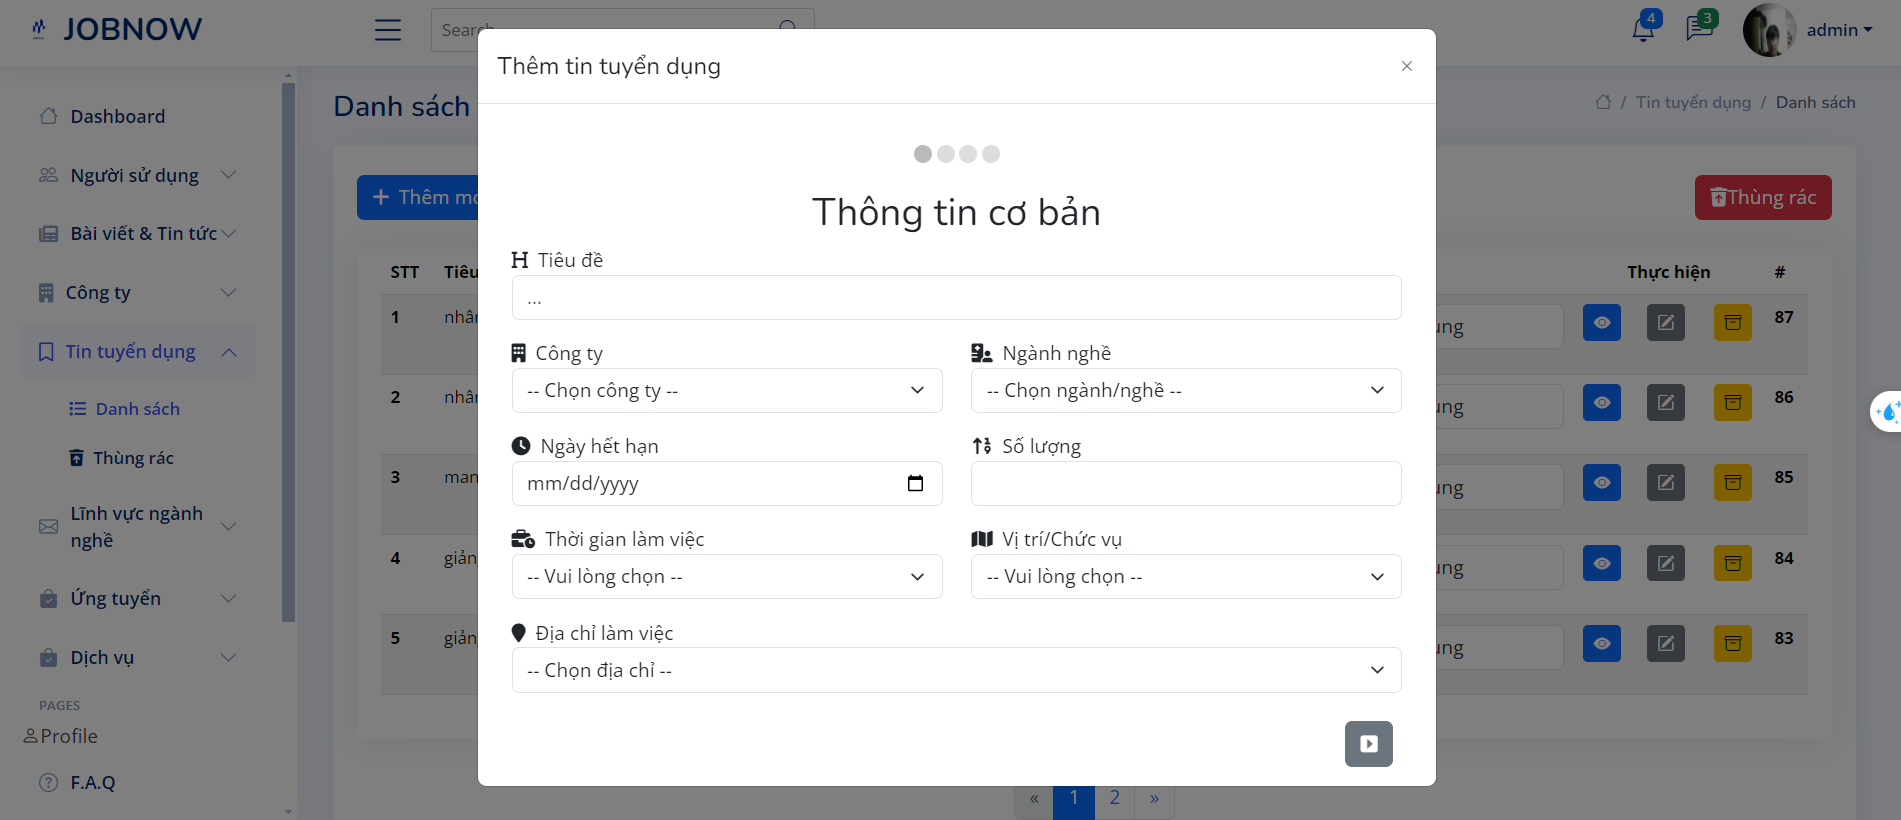 JOBNOW
Search
4
3
admin
Thêm tin tuyển dụng
×
Dashboard
Người sử dụng
Bài viết & Tin tức
Công ty
Tin tuyển dụng
Danh sách
Thùng rác
Lĩnh vực ngành
nghề
Ứng tuyển
Dịch vụ
PAGES
Profile
F.A.Q
Danh sách
/ Tin tuyển dụng / Danh sách
+ Thêm
Thùng rác
STT
Thực hiện
#
1
87
2
86
3
85
4
84
5
83
Thông tin cơ bản
Tiêu đề
...
Công ty
Ngành nghề
-- Chọn công ty --
-- Chọn ngành/nghề --
Ngày hết hạn
Số lượng
mm/dd/yyyy
Thời gian làm việc
Vị trí/Chức vụ
-- Vui lòng chọn --
-- Vui lòng chọn --
Địa chỉ làm việc
-- Chọn địa chỉ --
« 1 2 »